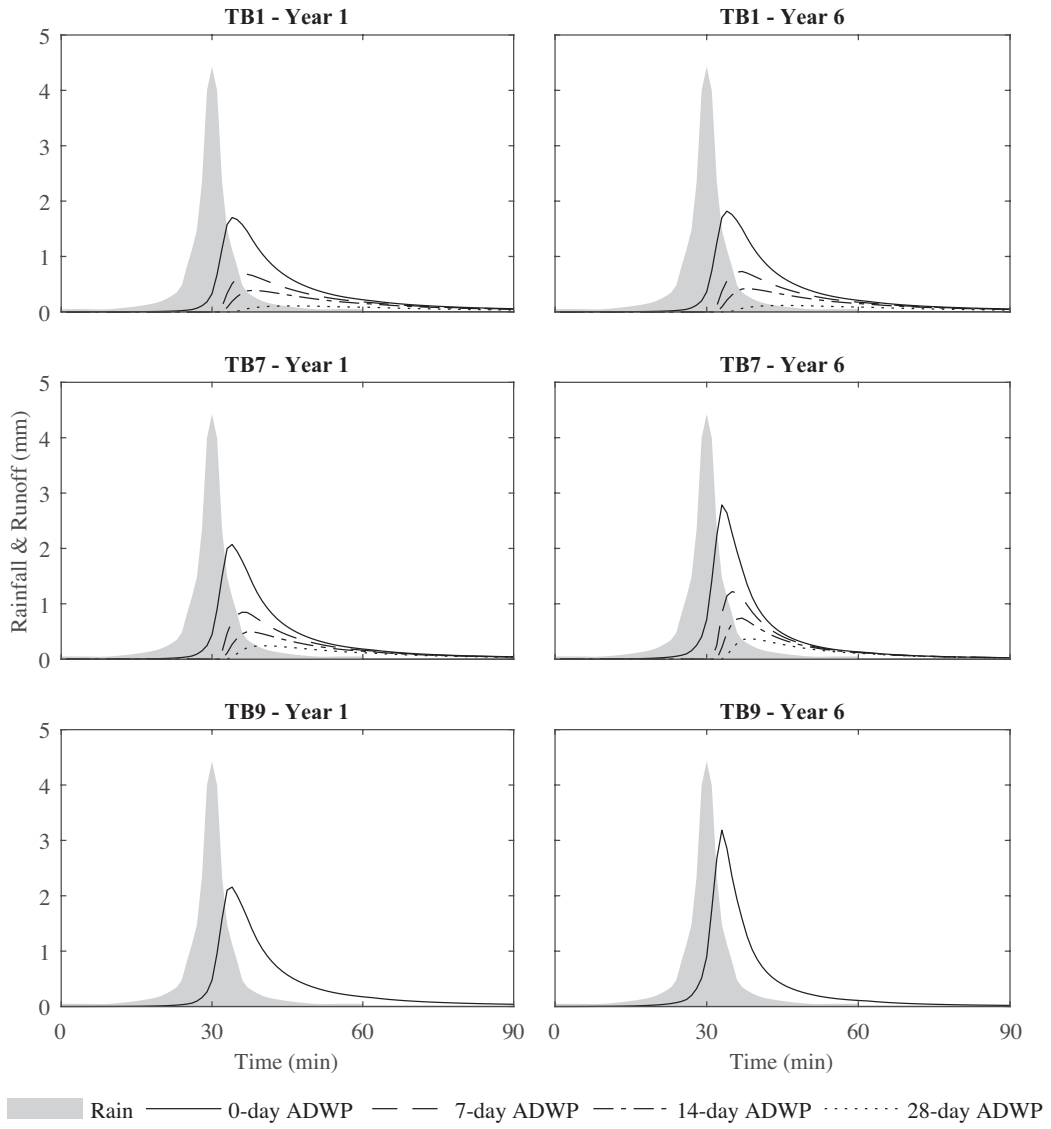 TB1 - Year 1
TB1 - Year 6
5
4
3
2
1
0
TB7 - Year 1
TB7 - Year 6
Rainfall & Runoff (mm)
5
4
3
2
1
0
TB9 - Year 1
TB9 - Year 6
5
4
3
2
1
0
0 30 60 90
0 30 60 90
Time (min)
Time (min)
Rain 0-day ADWP 7-day ADWP 14-day ADWP 28-day ADWP